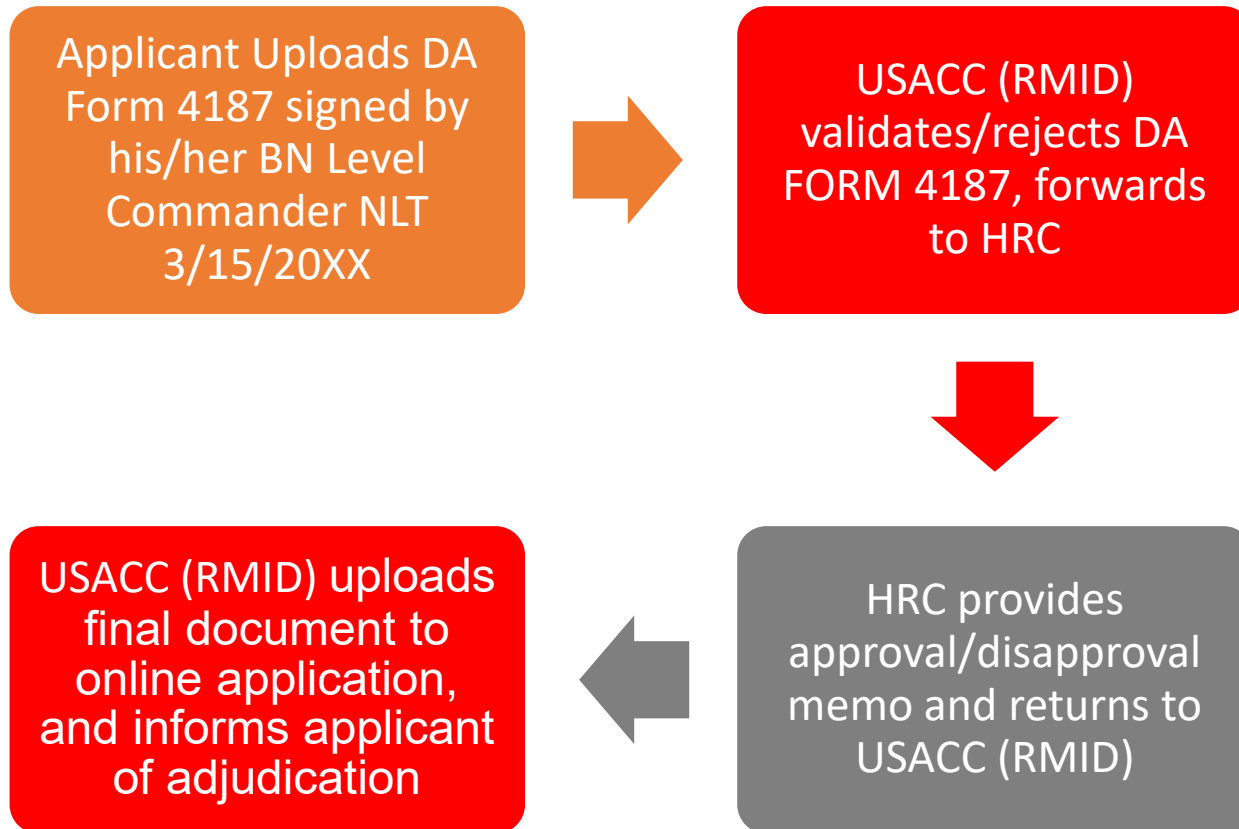 Applicant Uploads DA
Form 4187 signed by
his/her BN Level
Commander NLT
3/15/20XX
USACC (RMID)
validates/rejects DA
FORM 4187, forwards
to HRC
HRC provides
approval/disapproval
memo and returns to
USACC (RMID)
USACC (RMID) uploads
final document to
online application,
and informs applicant
of adjudication